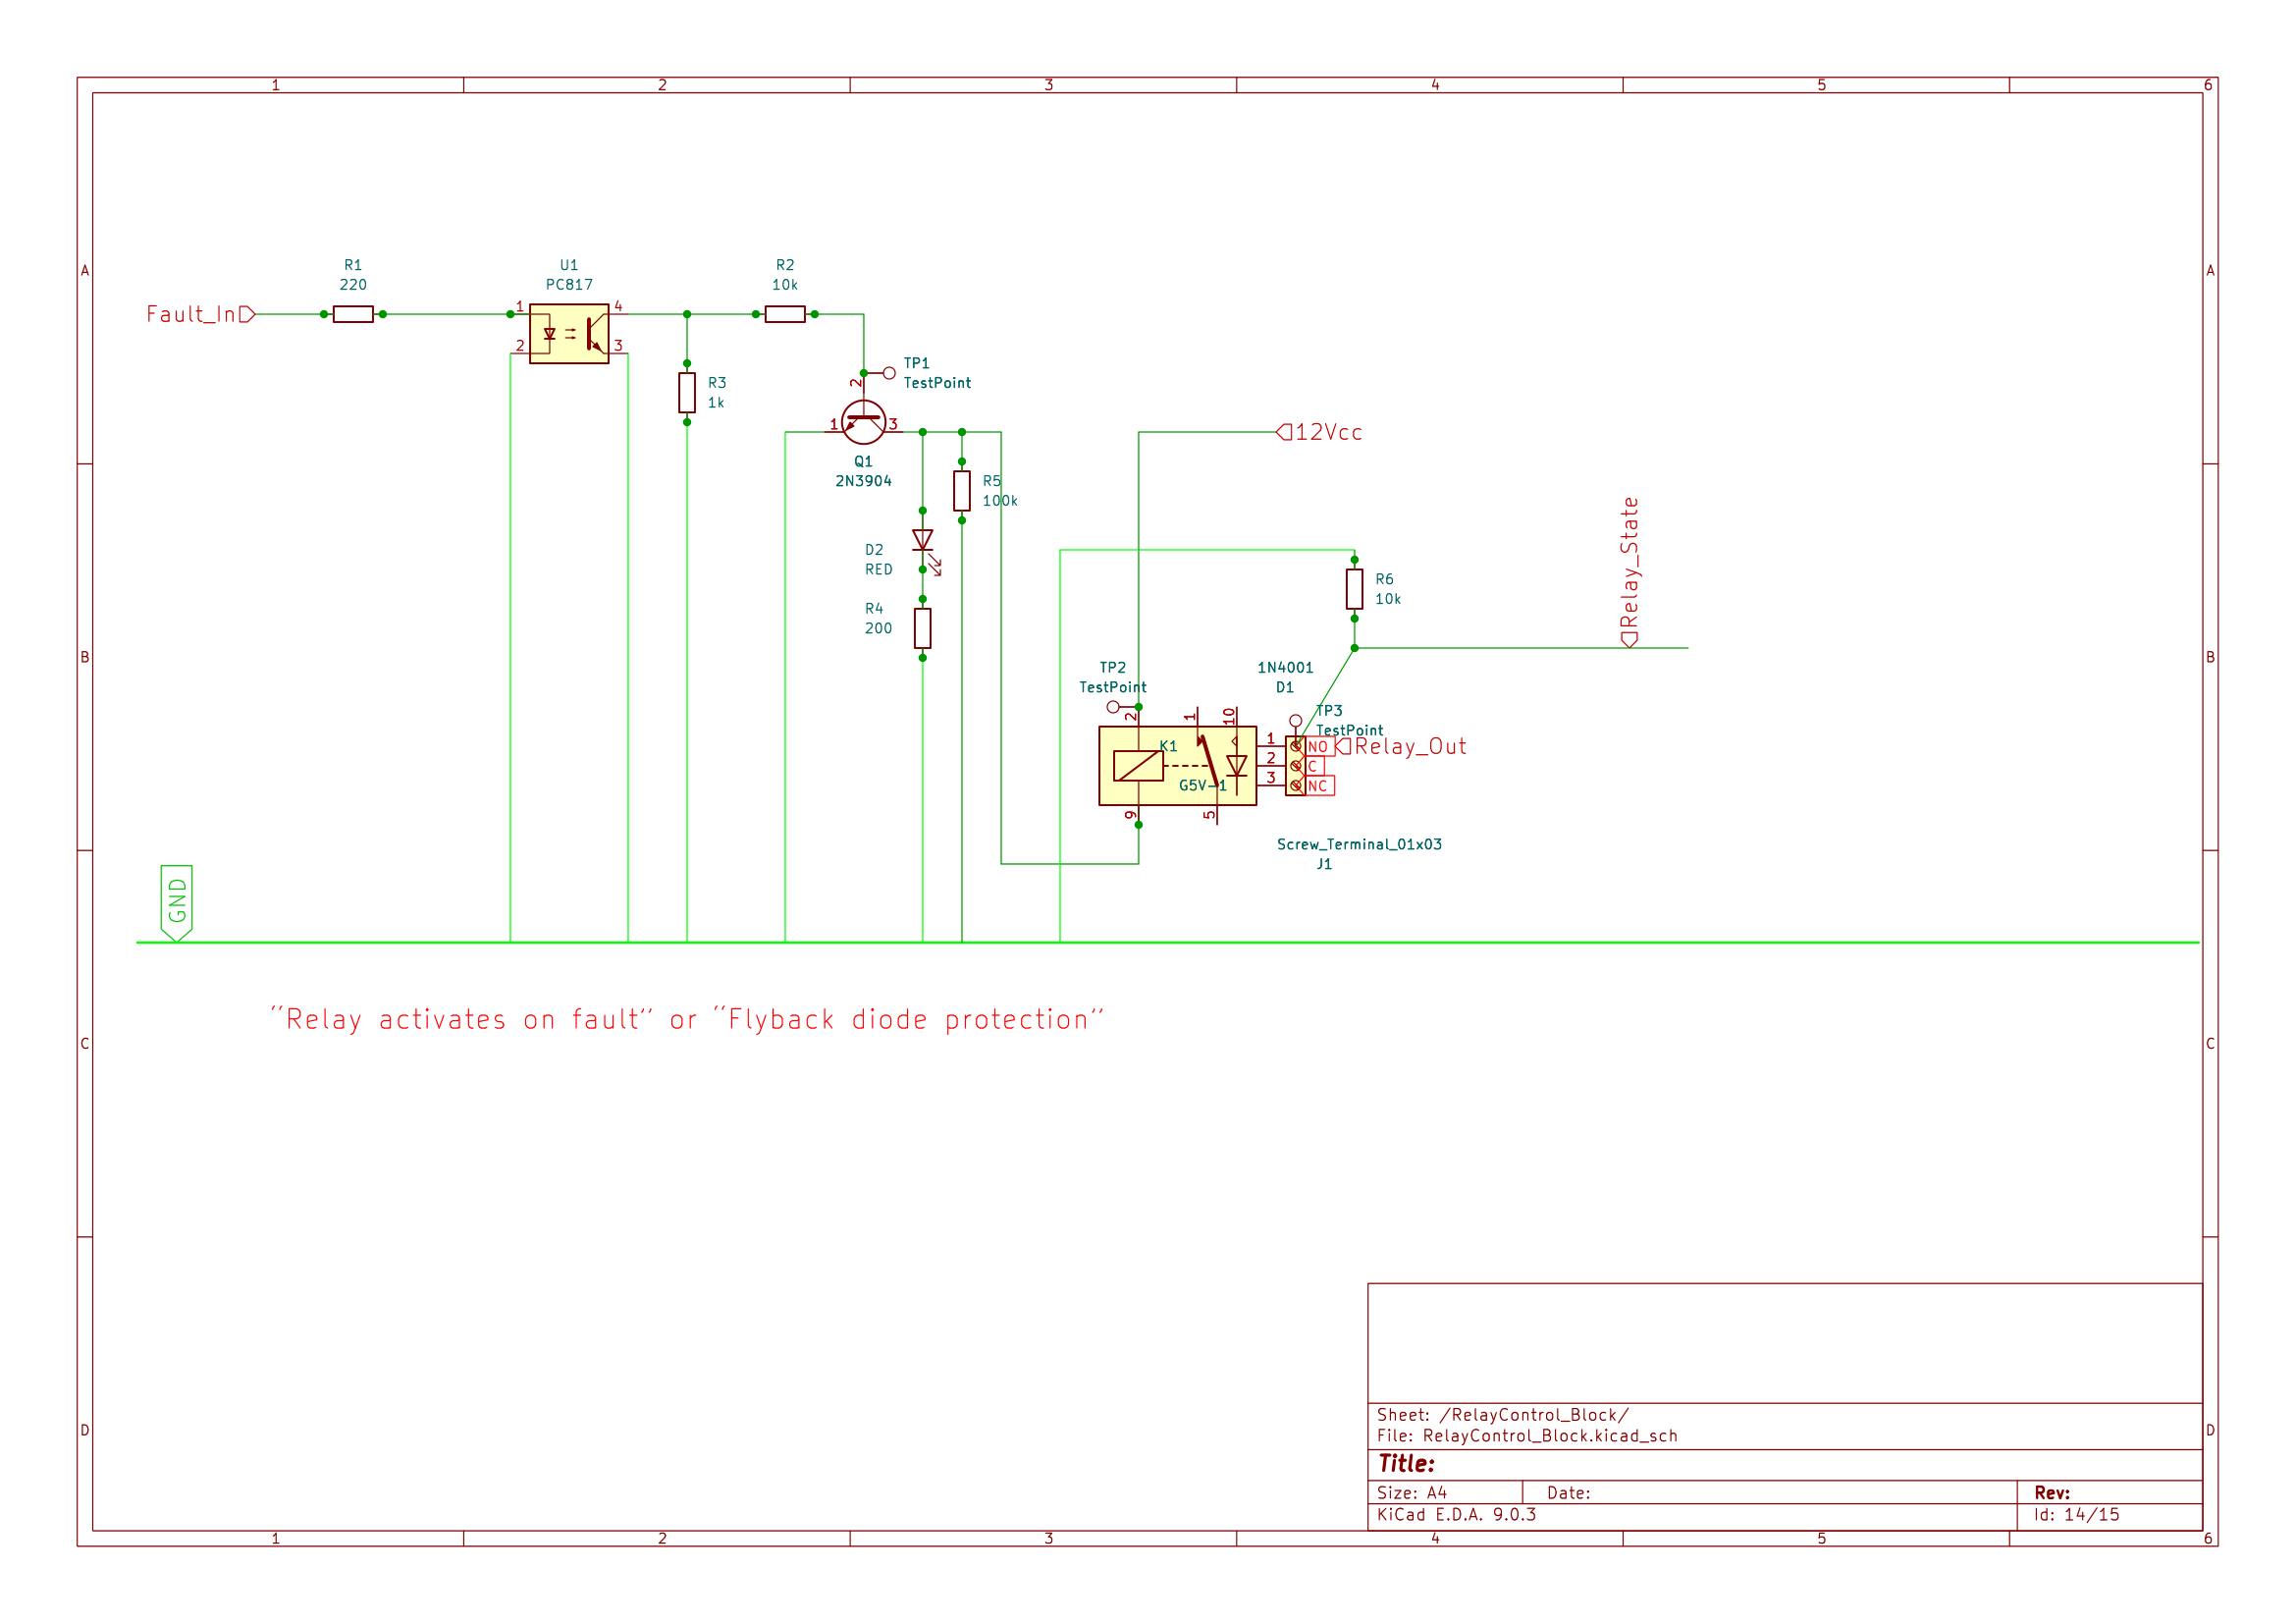 1 2 3 4 5 6
A A
R1 U1 R2
220 PC817 10k
Fault_In 1 4
2 3
R3
1k
TP1
TestPoint
2
1 3
Q1
2N3904
12Vcc
R5
100k
B B
D2
RED
R4
200
R6
10k
Relay_State
TP2
TestPoint
1N4001
D1
TP3
TestPoint
2 1 10
K1
G5V-1
9 5
1 NO Relay_Out
2 C
3 NC
Screw_Terminal_01x03
J1
GND
“Relay activates on fault” or “Flyback diode protection”
C C
D D
Sheet: /RelayControl_Block/
File: RelayControl_Block.kicad_sch
Title:
Size: A4 Date: Rev:
KiCad E.D.A. 9.0.3 Id: 14/15
1 2 3 4 5 6